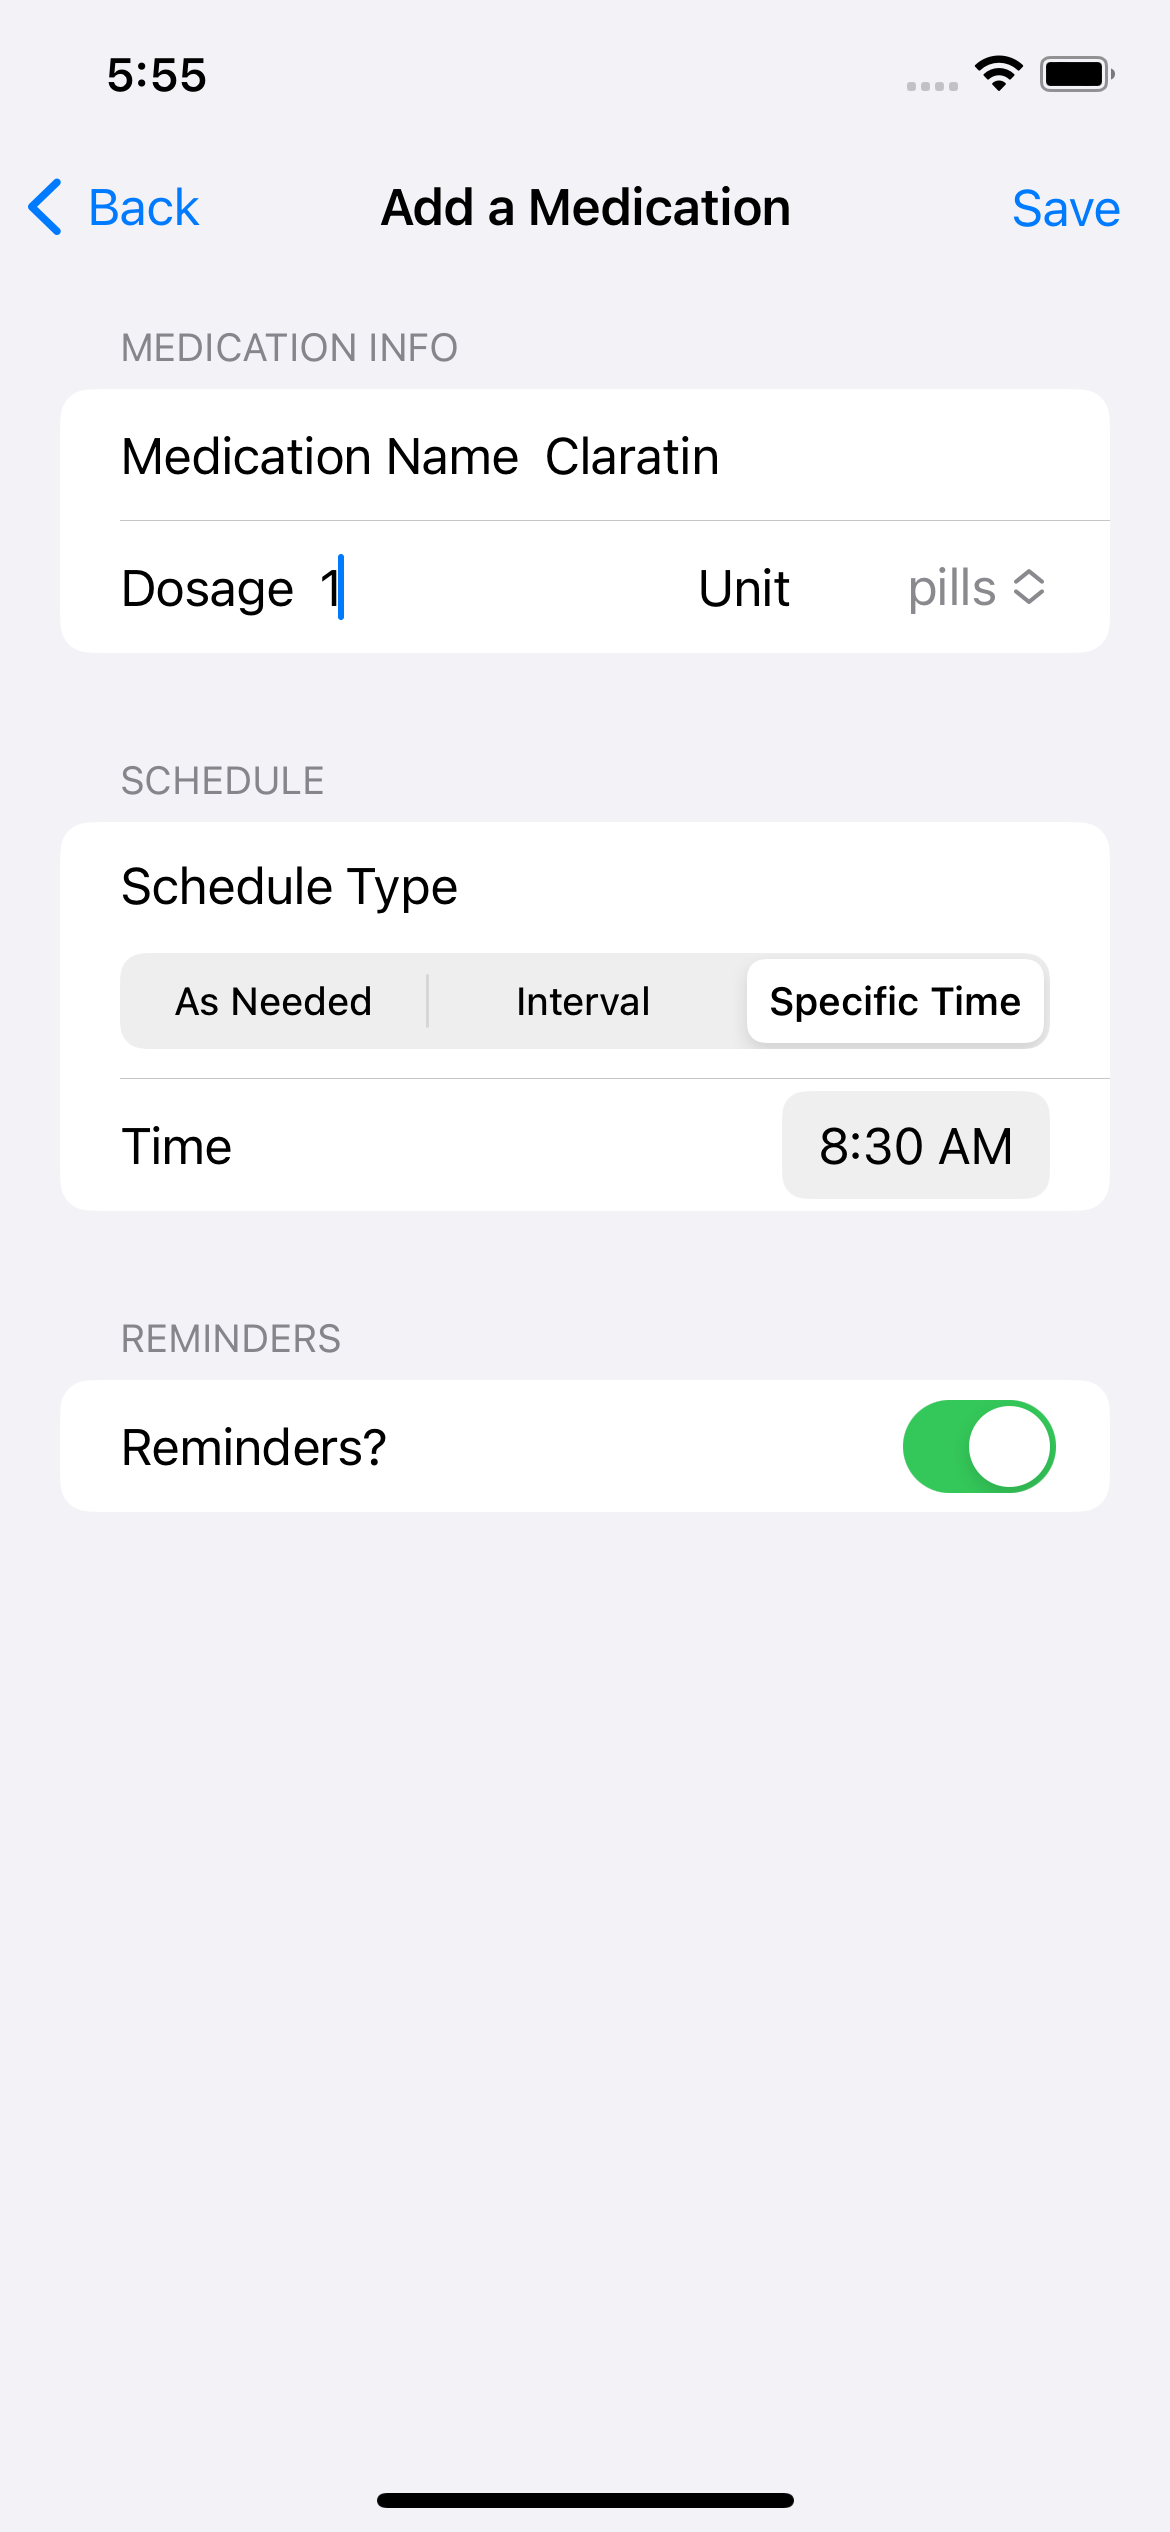 5:55
Back Add a Medication Save
MEDICATION INFO
Medication Name Claratin
Dosage 1 Unit pills
SCHEDULE
Schedule Type
As Needed Interval Specific Time
Time 8:30 AM
REMINDERS
Reminders?